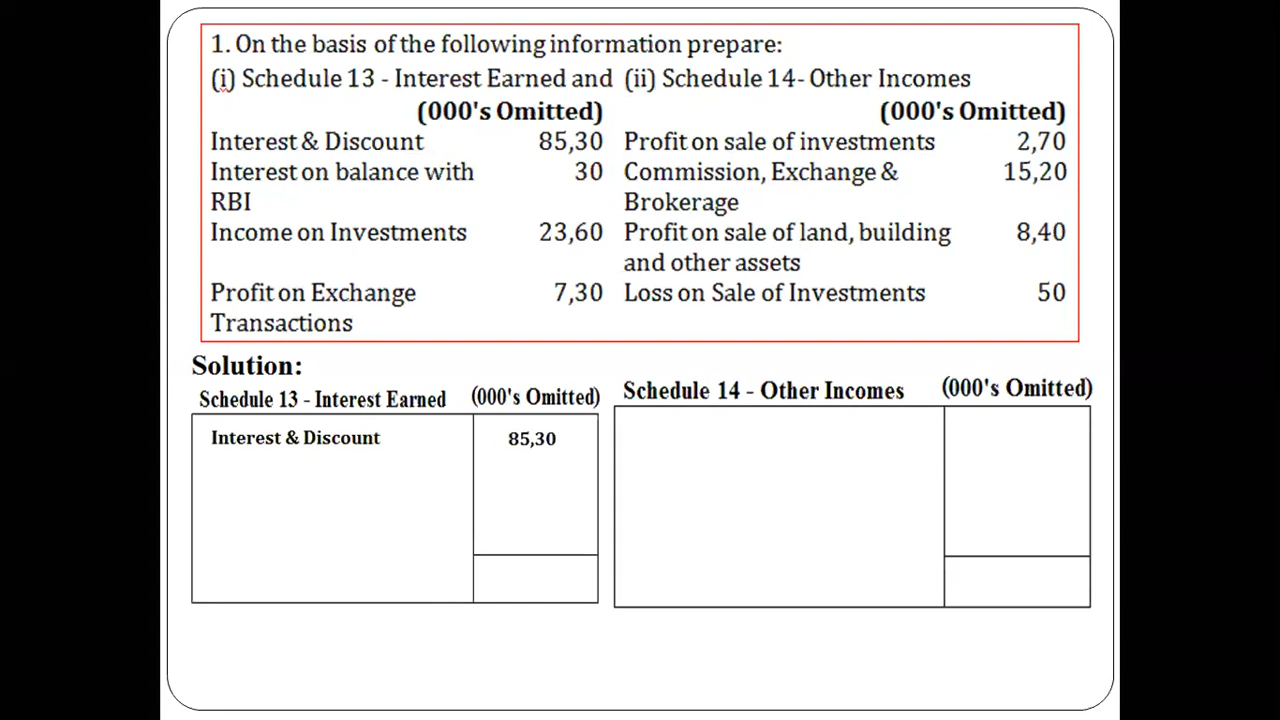 1. On the basis of the following information prepare:
(i) Schedule 13 - Interest Earned and (ii) Schedule 14- Other Incomes
(000's Omitted) (000's Omitted)
Interest & Discount 85,30 Profit on sale of investments 2,70
Interest on balance with 30 Commission, Exchange & 15,20
RBI Brokerage
Income on Investments 23,60 Profit on sale of land, building 8,40
and other assets
Profit on Exchange 7,30 Loss on Sale of Investments 50
Transactions
Solution:
Schedule 13 - Interest Earned (000's Omitted) Schedule 14 - Other Incomes (000's Omitted)
Interest & Discount 85,30